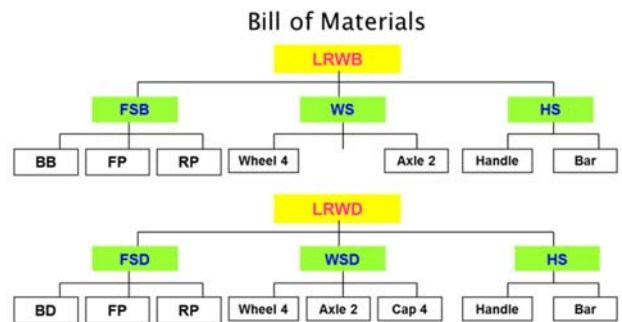 Bill of Materials
LRWB
FSB WS HS
BB FP RP Wheel 4 Axle 2 Handle Bar
LRWD
FSD WSD HS
BD FP RP Wheel 4 Axle 2 Cap 4 Handle Bar